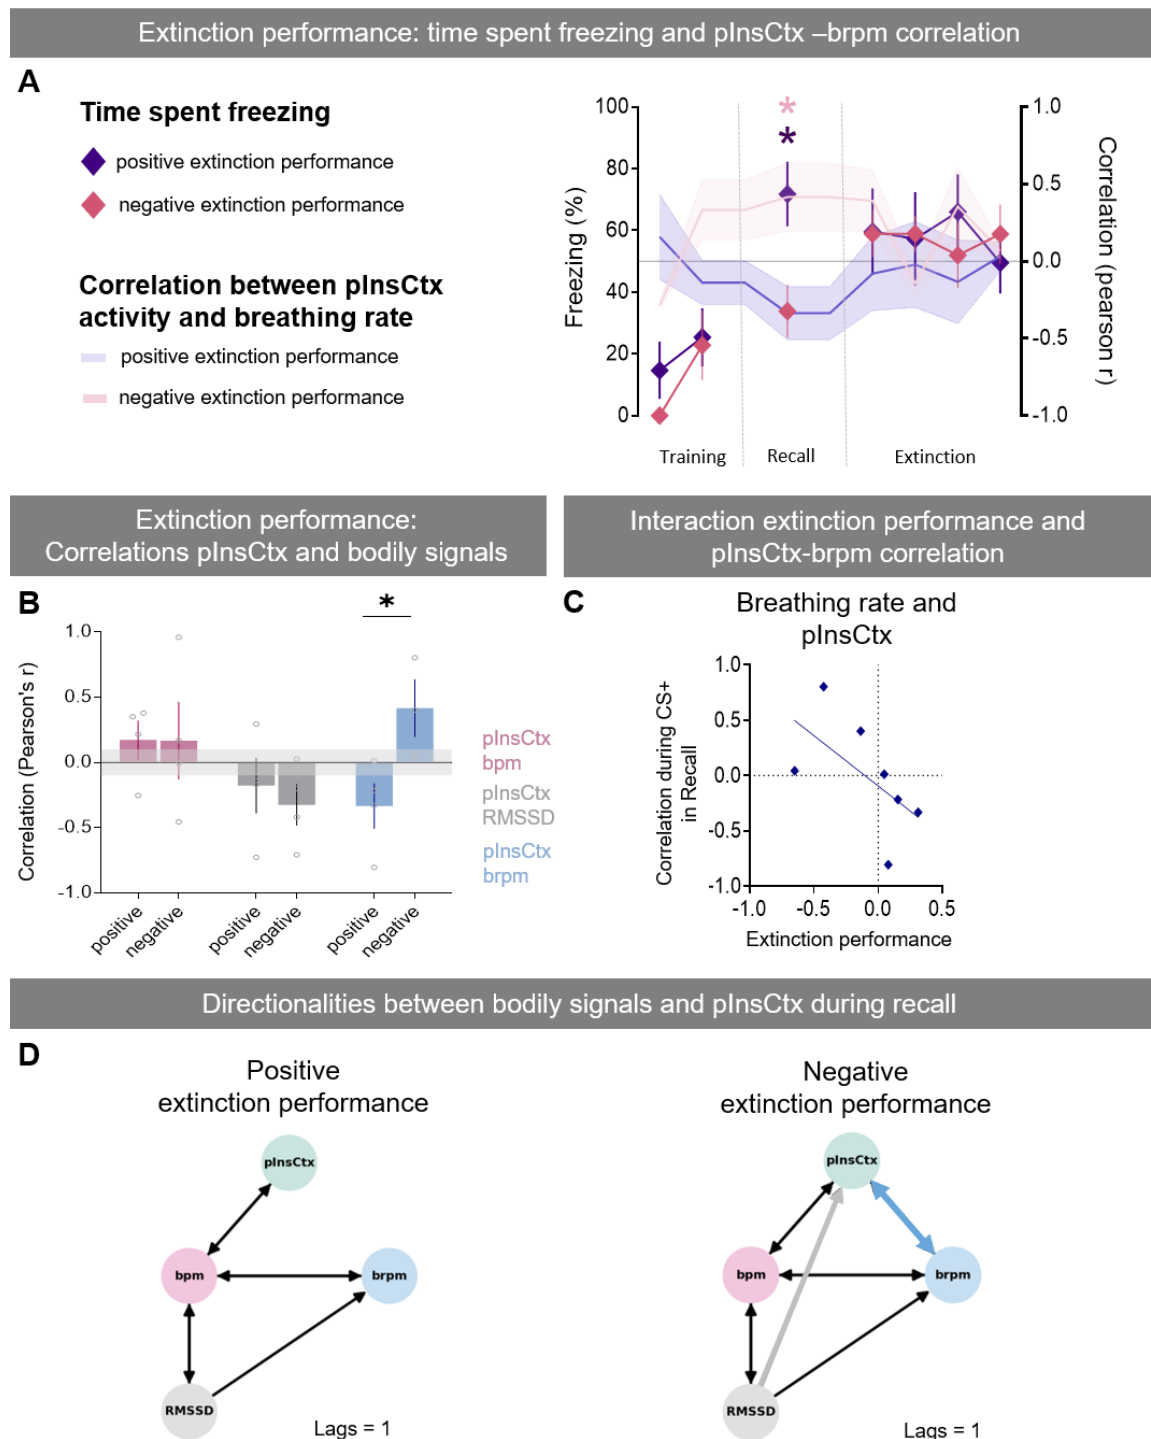 Extinction performance: time spent freezing and pInsCtx –brpm correlation
A
Time spent freezing
positive extinction performance
negative extinction performance
Correlation between pInsCtx
activity and breathing rate
positive extinction performance
negative extinction performance
Freezing (%)
100
80
60
40
20
0
*
*
1.0
0.5
0.0
-0.5
-1.0
Correlation (pearson r)
Training
Recall
Extinction
Extinction performance:
Correlations pInsCtx and bodily signals
B
Correlation (Pearson's r)
1.0
0.5
0.0
-0.5
-1.0
*
positive
negative
positive
negative
positive
negative
pInsCtx
bpm
pInsCtx
RMSSD
pInsCtx
brpm
Interaction extinction performance and
pInsCtx-brpm correlation
C
Breathing rate and
pInsCtx
Correlation during CS+
in Recall
1.0
0.5
0.0
-0.5
-1.0
-1.0
-0.5
0.0
0.5
Extinction performance
Directionalities between bodily signals and pInsCtx during recall
D
Positive
extinction performance
pInsCtx
bpm
brpm
RMSSD
Lags = 1
Negative
extinction performance
pInsCtx
bpm
brpm
RMSSD
Lags = 1